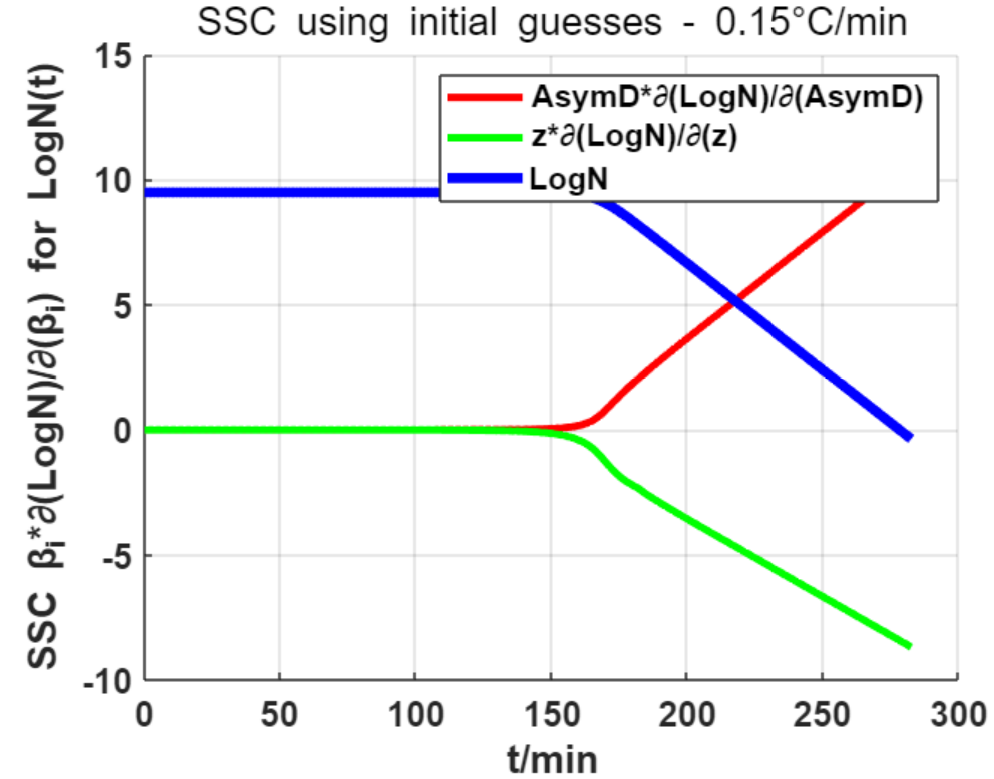 SSC using initial guesses - 0.15°C/min
15
AsymD*∂(LogN)/∂(AsymD)
z*∂(LogN)/∂(z)
LogN
10
5
0
-5
-10
SSC βi*∂(LogN)/∂(βi) for LogN(t)
0 50 100 150 200 250 300
t/min